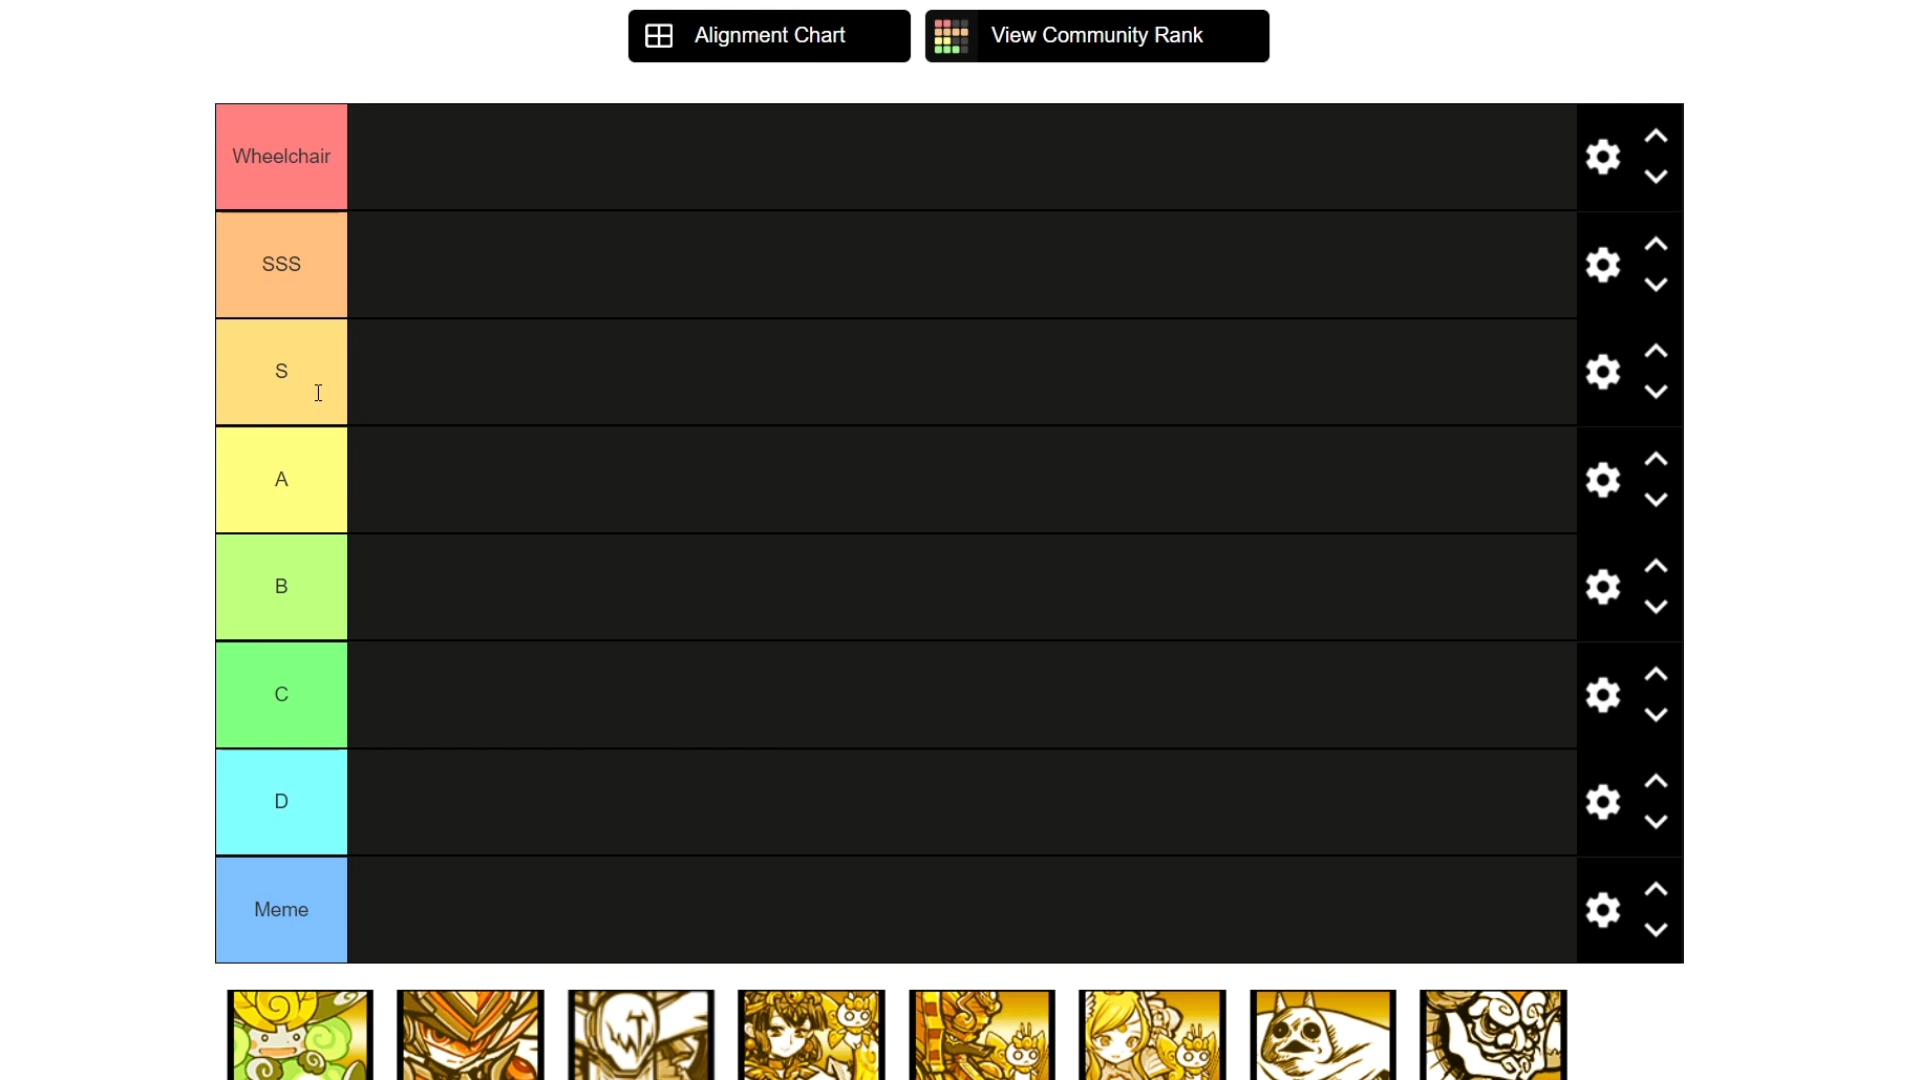 Alignment Chart
View Community Rank
Wheelchair
SSS
S
A
B
C
D
Meme